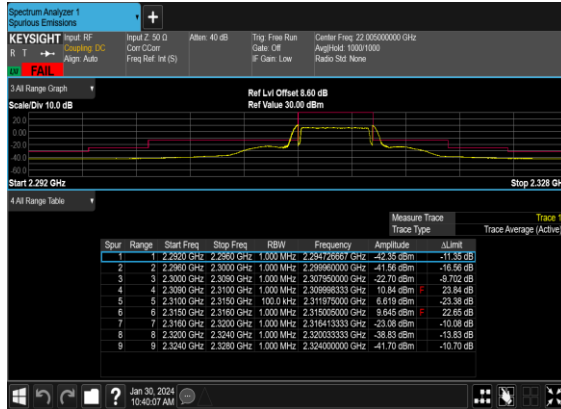 Spectrum Analyzer 1
Spurious Emissions
KEYSIGHT
R T
LXI FAIL
Input: RF
Coupling: DC
Align: Auto
Input Z: 50 Ω
Corr CCorr
Freq Ref: Int (S)
Atten: 40 dB
Trig: Free Run
Gate: Off
IF Gain: Low
Center Freq: 22.005000000 GHz
Avg|Hold: 1000/1000
Radio Std: None
3 All Range Graph
Scale/Div 10.0 dB
Ref Lvl Offset 8.60 dB
Ref Value 30.00 dBm
20.0
0.00
-20.0
-40.0
Start 2.292 GHz
Stop 2.328 GH
4 All Range Table
Measure Trace Trace 1
Trace Type Trace Average (Active)
Spur Range Start Freq Stop Freq RBW Frequency Amplitude ΔLimit
1 1 2.2920 GHz 2.2960 GHz 1.000 MHz 2.294726667 GHz -42.35 dBm -11.35 dB
2 2 2.2960 GHz 2.3000 GHz 1.000 MHz 2.299960000 GHz -41.56 dBm -16.56 dB
3 3 2.3000 GHz 2.3090 GHz 1.000 MHz 2.307950000 GHz -22.70 dBm -9.702 dB
4 4 2.3090 GHz 2.3100 GHz 1.000 MHz 2.309998333 GHz 10.84 dBm F 23.84 dB
5 5 2.3100 GHz 2.3150 GHz 100.0 kHz 2.311975000 GHz 6.619 dBm -23.38 dB
6 6 2.3150 GHz 2.3160 GHz 1.000 MHz 2.315005000 GHz 9.645 dBm F 22.65 dB
7 7 2.3160 GHz 2.3200 GHz 1.000 MHz 2.316413333 GHz -23.08 dBm -10.08 dB
8 8 2.3200 GHz 2.3240 GHz 1.000 MHz 2.320033333 GHz -38.83 dBm -13.83 dB
9 9 2.3240 GHz 2.3280 GHz 1.000 MHz 2.324000000 GHz -41.70 dBm -10.70 dB
Jan 30, 2024
10:40:07 AM